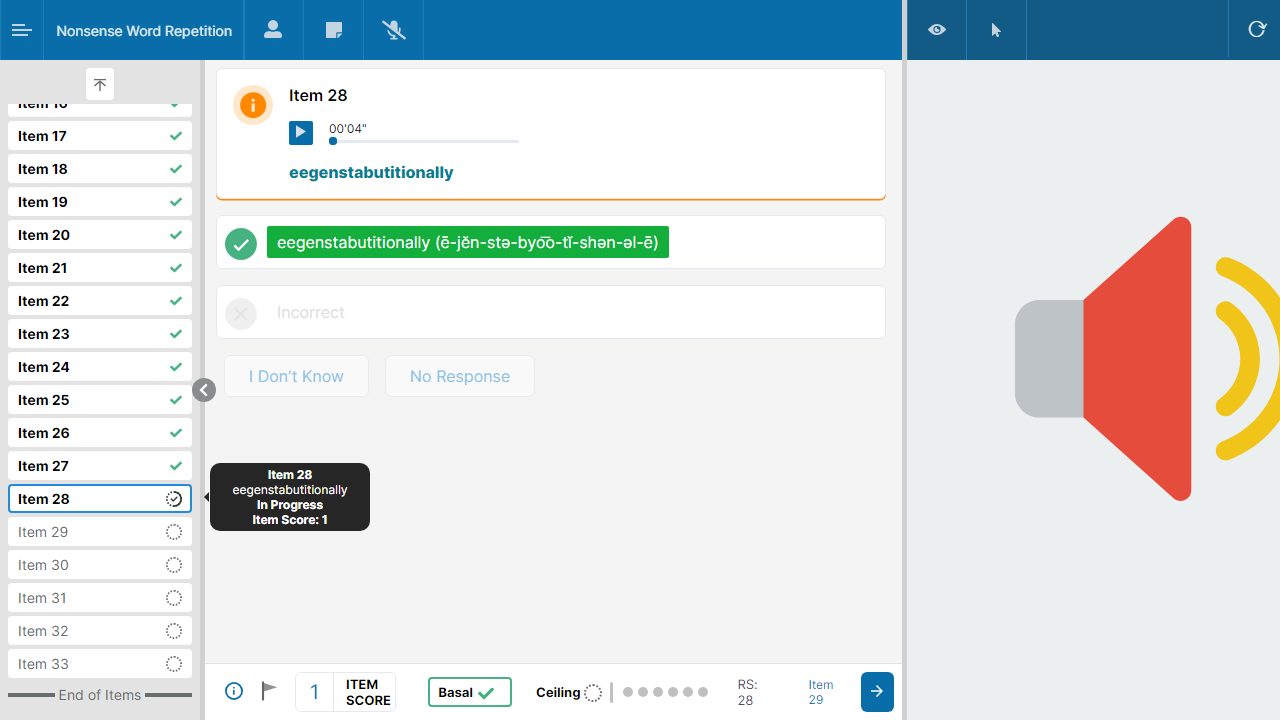 Nonsense Word Repetition
Item 16
Item 17
Item 18
Item 19
Item 20
Item 21
Item 22
Item 23
Item 24
Item 25
Item 26
Item 27
Item 28
Item 29
Item 30
Item 31
Item 32
Item 33
End of Items
Item 28
00'04"
eegenstabutitionally
eegenstabutitionally (ē-jĕn-stə-byo͞o-tĭ-shən-əl-ē)
Incorrect
I Don't Know
No Response
Item 28
eegenstabutitionally
In Progress
Item Score: 1
1
ITEM
SCORE
Basal
Ceiling
RS:
28
Item
29